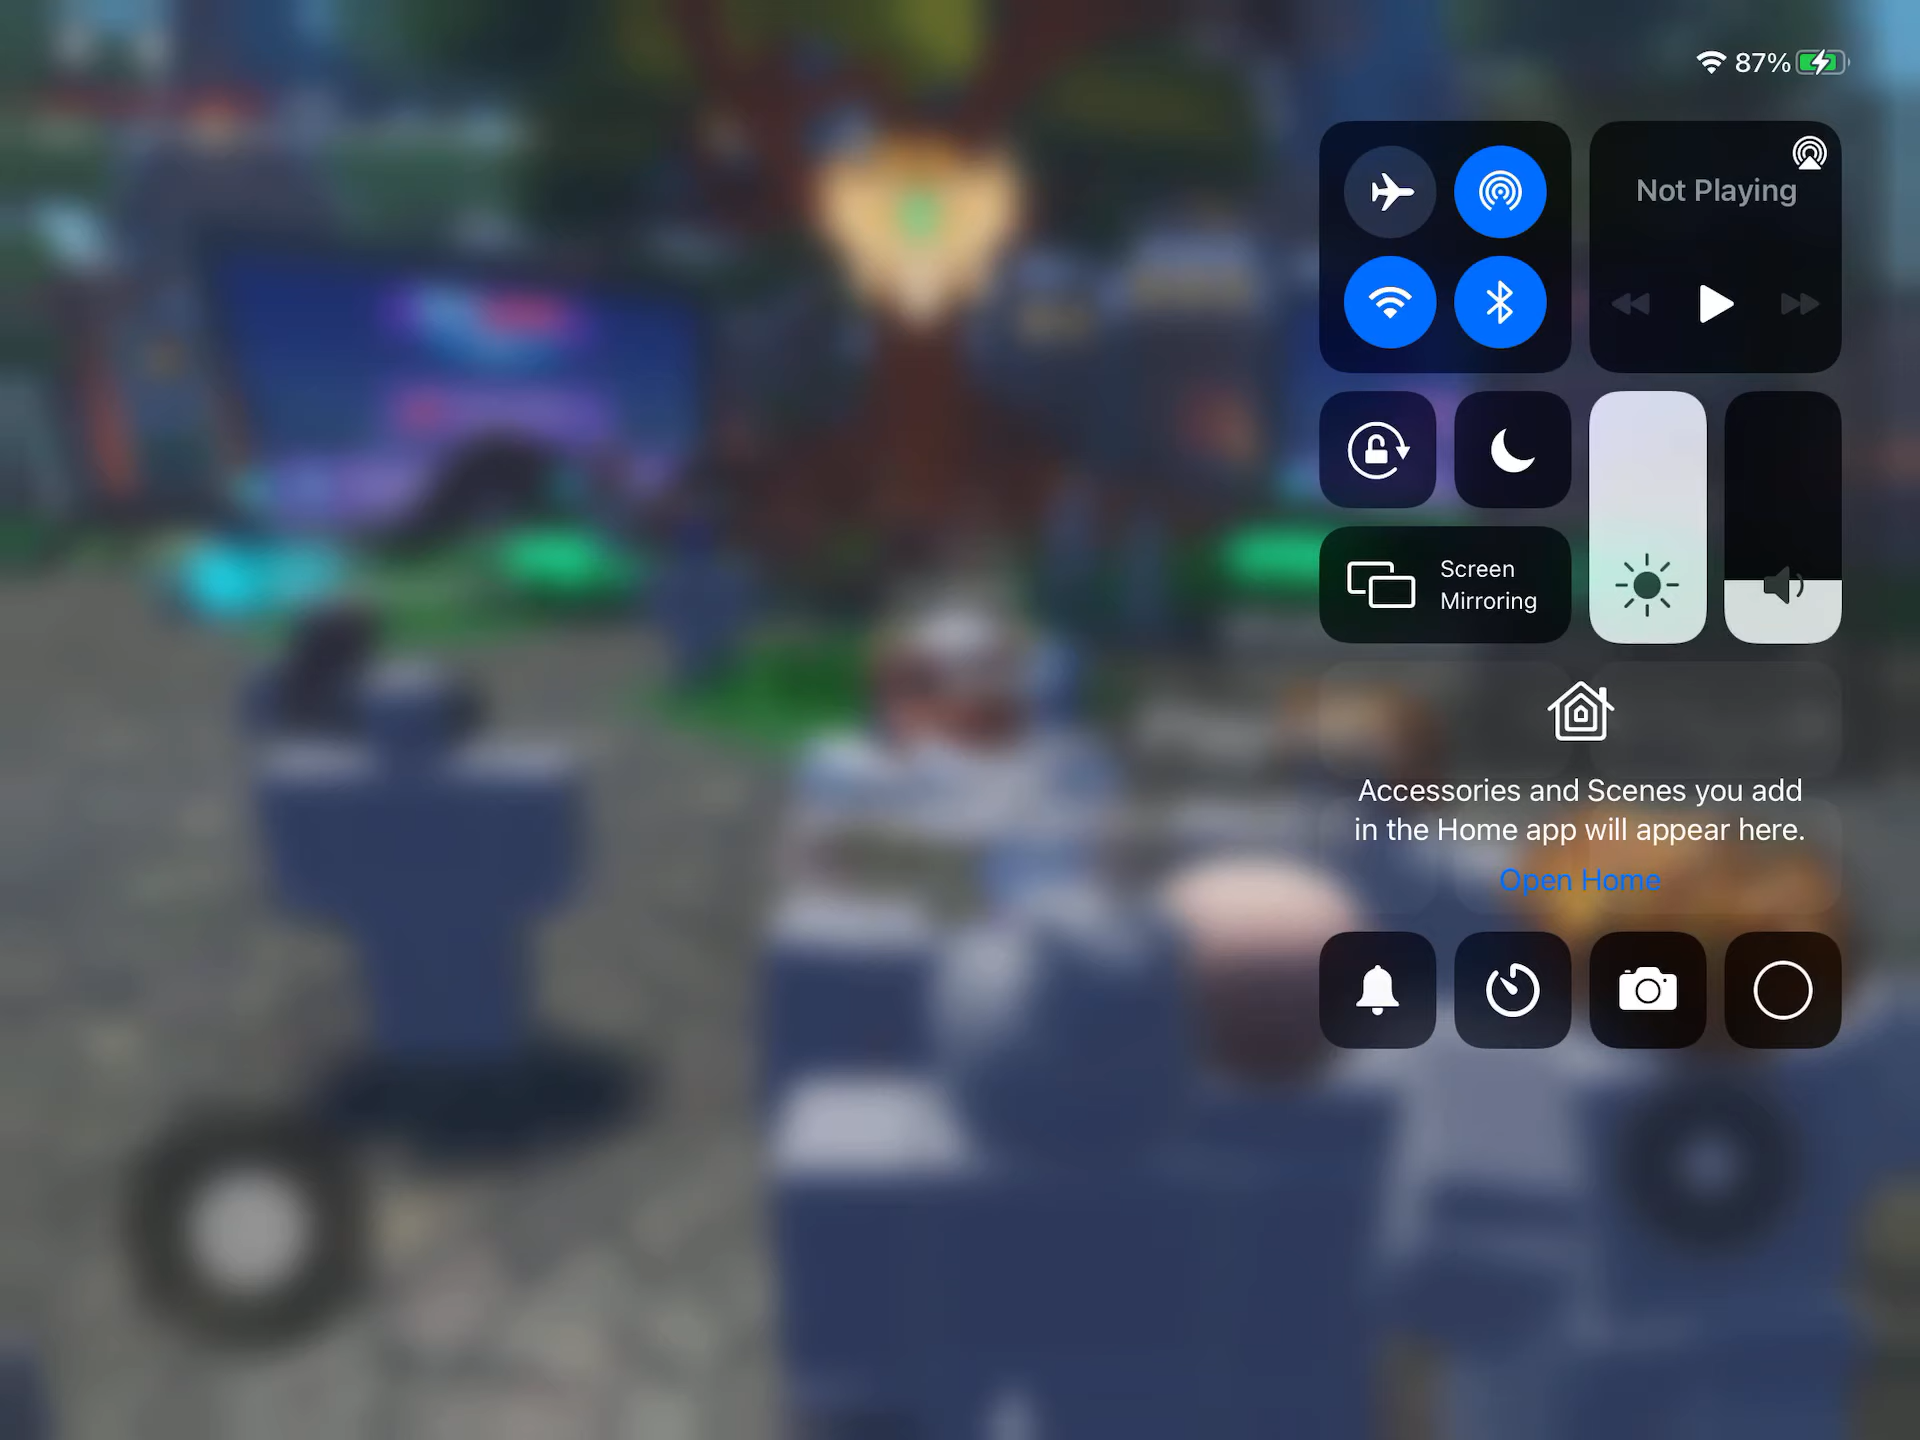 87%
Not Playing
Screen
Mirroring
Accessories and Scenes you add
in the Home app will appear here.
Open Home